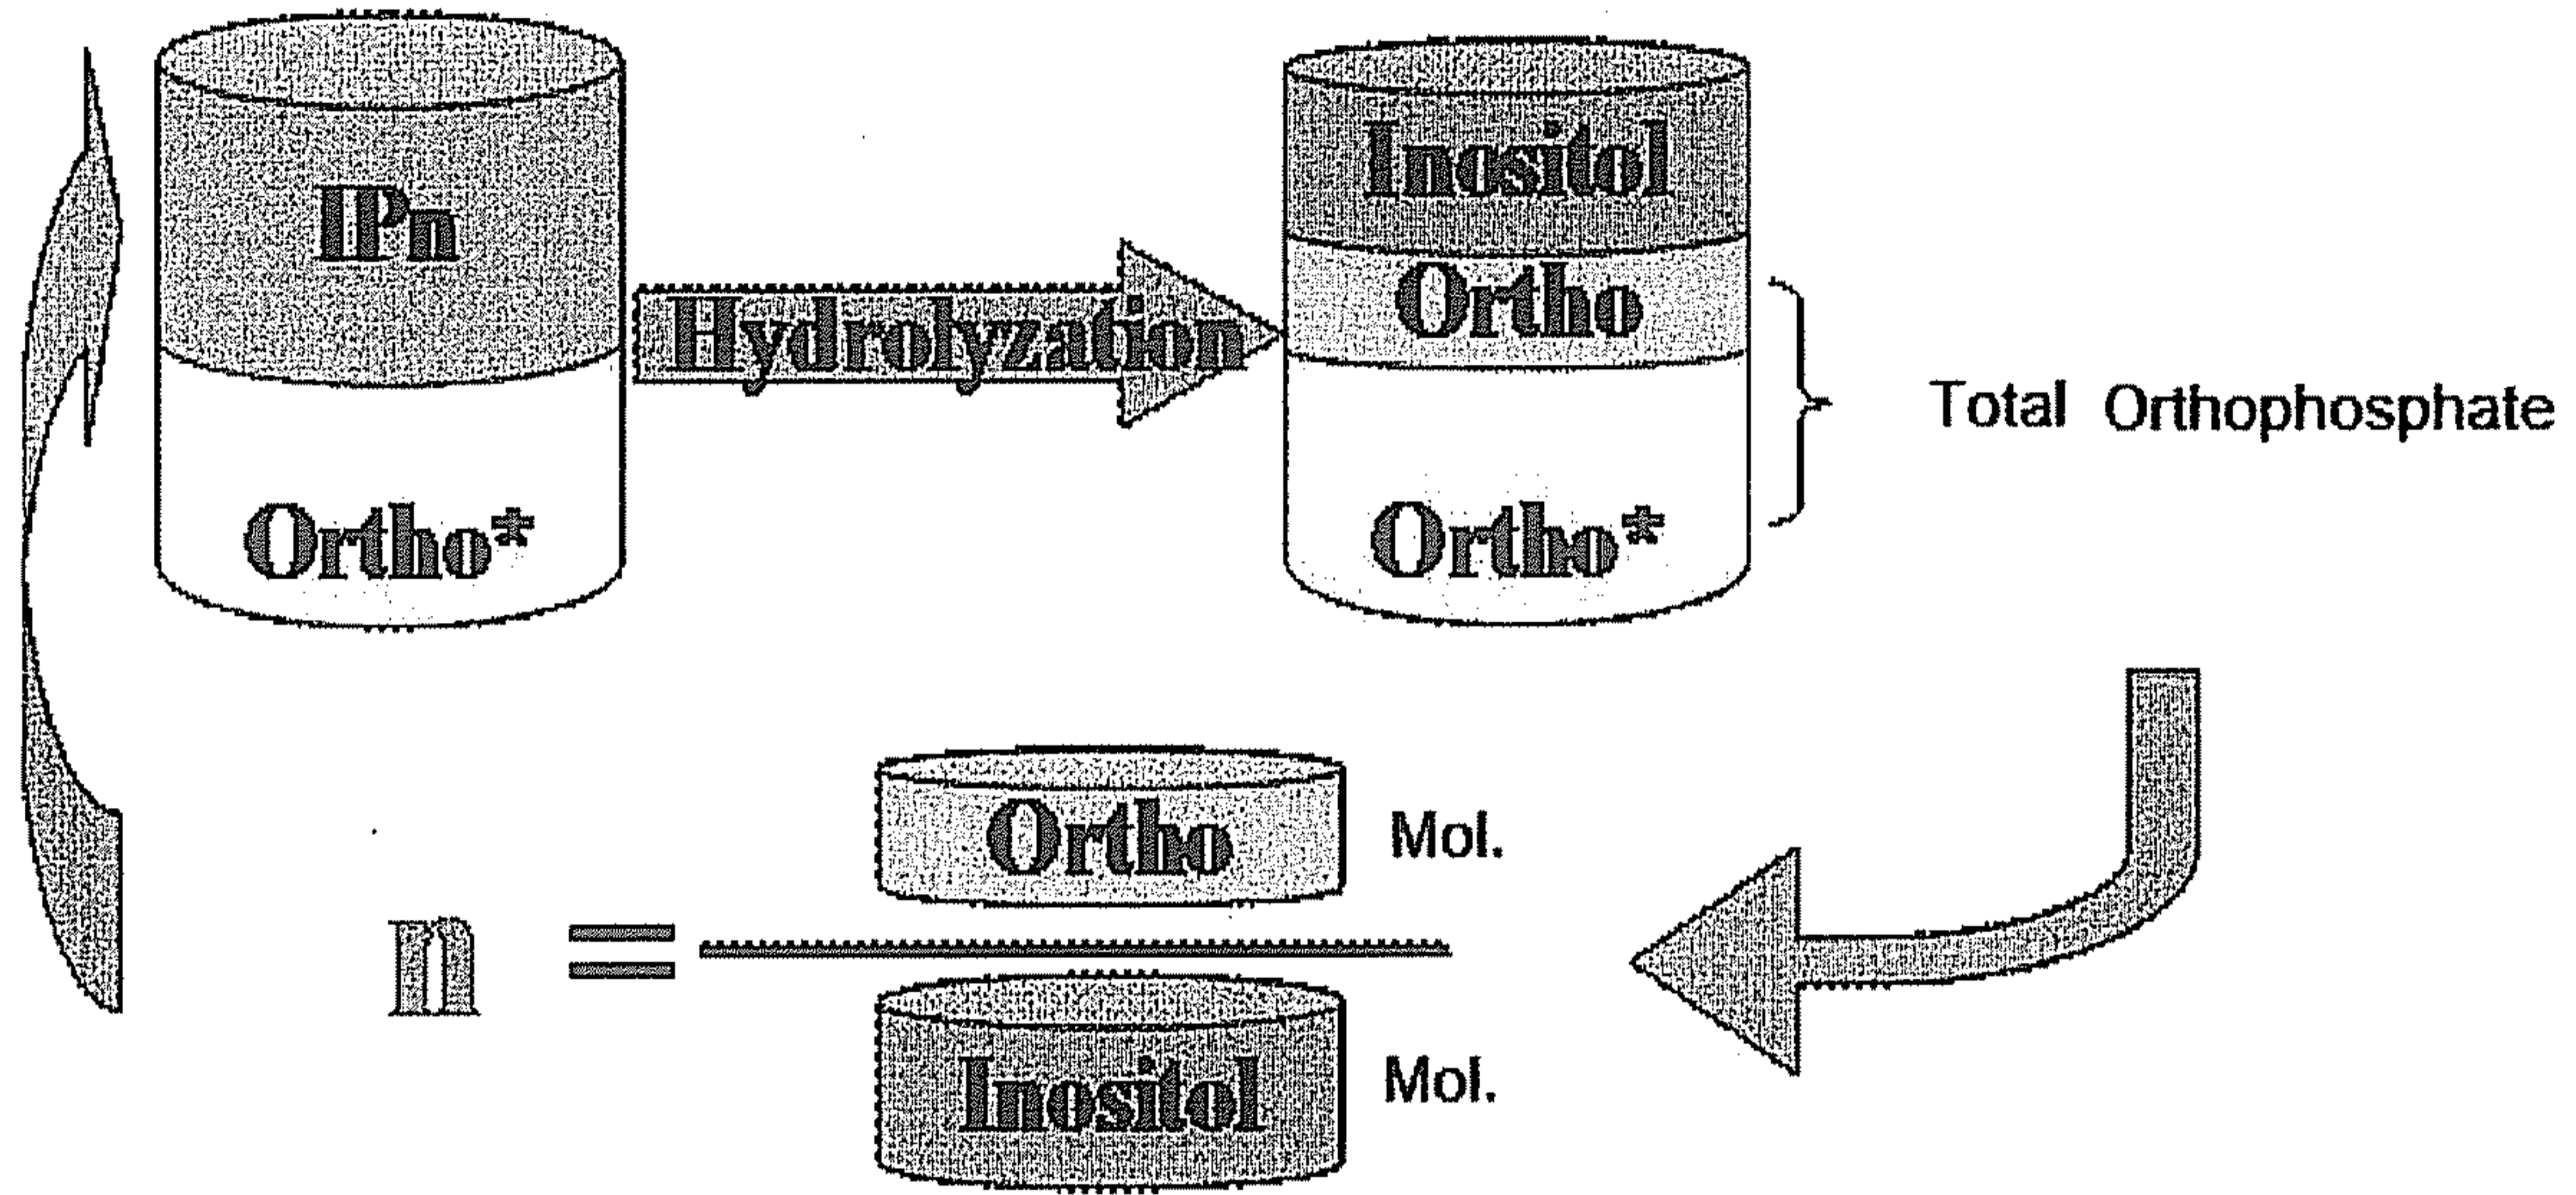 IPn
Ortho*
Hydrolyzation
Inositol
Ortho
Ortho*
Total Orthophosphate
n =
Ortho
Mol.
Inositol
Mol.